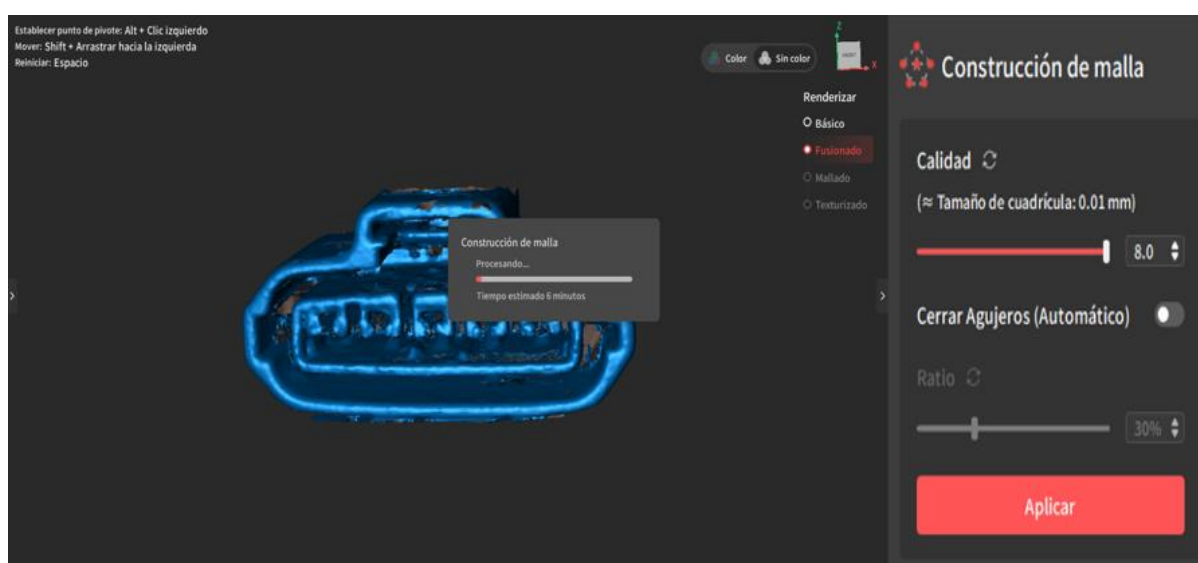 Establecer punto de pivote: Alt + Clic izquierdo
Mover: Shift + Arrastrar hacia la izquierda
Reiniciar: Espacio
Color
Sin color
Z
FRONT
X
Renderizar
Básico
Fusionado
Mallado
Texturizado
Construcción de malla
Procesando...
Tiempo estimado 6 minutos
Construcción de malla
Calidad
(≈ Tamaño de cuadrícula: 0.01 mm)
8.0
Cerrar Agujeros (Automático)
Ratio
30%
Aplicar